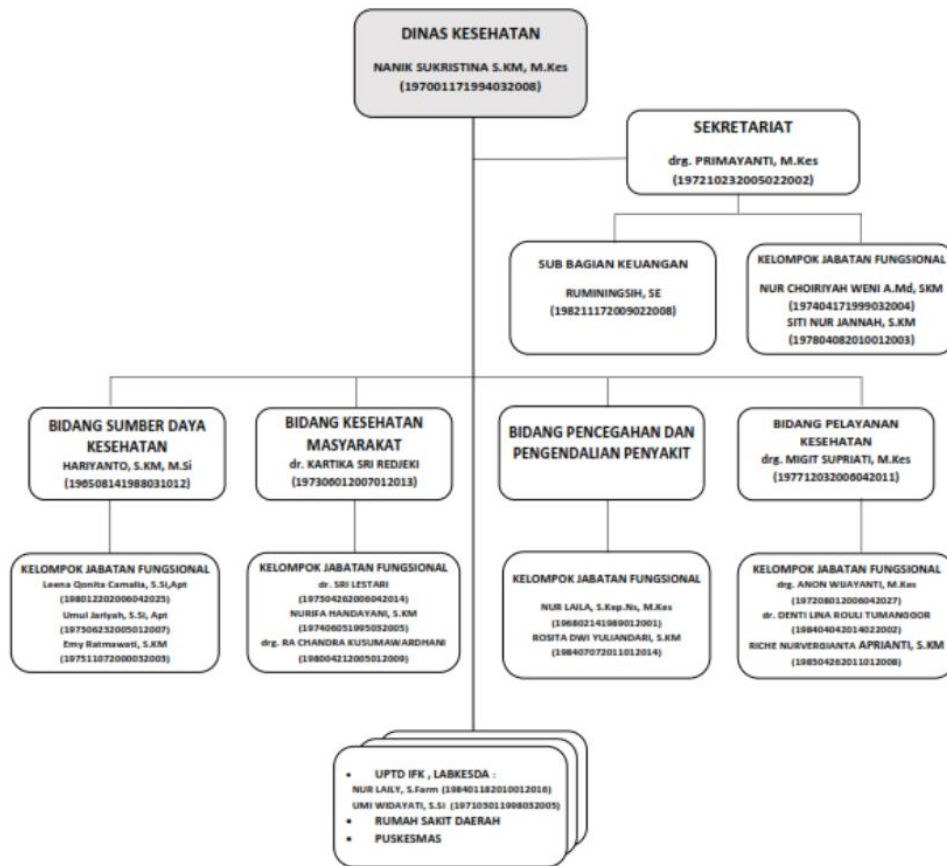 DINAS KESEHATAN
NANIK SUKRISTINA S.KM, M.Kes
(197001171994032008)
SEKRETARIAT
drg. PRIMAYANTI, M.Kes
(197210232005022002)
SUB BAGIAN KEUANGAN
RUMININGSIH, SE
(198211172009022008)
KELOMPOK JABATAN FUNGSIONAL
NUR CHOIRIYAH WENI A.Md, SKM
(197404171999032004)
SITI NUR JANNAH, S.KM
(197804082010012003)
BIDANG SUMBER DAYA
KESEHATAN
HARIYANTO, S.KM, M.Si
(196508141988031012)
BIDANG KESEHATAN
MASYARAKAT
dr. KARTIKA SRI REDJEKI
(197306012007012013)
BIDANG PENCEGAHAN DAN
PENGENDALIAN PENYAKIT
BIDANG PELAYANAN
KESEHATAN
drg. MIGIT SUPRIATI, M.Kes
(197712032006042011)
KELOMPOK JABATAN FUNGSIONAL
Leena Qonita Camalia, S.Si,Apt
(198012202006042025)
Umul Jariyah, S.Si, Apt
(197306232005012007)
Emy Ratmawati, S.KM
(197511072000032003)
KELOMPOK JABATAN FUNGSIONAL
dr. SRI LESTARI
(197304262006042014)
NURIFA HANDAYANI, S.KM
(197406051995032005)
drg. RA CHANDRA KUSUMAWARDHANI
(198004212005012009)
KELOMPOK JABATAN FUNGSIONAL
NUR LAILA, S.Kep.Ns, M.Kes
(196802141989012001)
ROSITA DWI YULIANDARI, S.KM
(198407072011012014)
KELOMPOK JABATAN FUNGSIONAL
drg. ANON WIJAYANTI, M.Kes
(197208012006042027)
dr. DENTI LINA ROULI TUMANGGOR
(198404042014022002)
RICHE NURVERGIANTA APRIANTI, S.KM
(198504262011012008)
• UPTD IFK , LABKESDA :
NUR LAILY, S.Farm (198401182010012016)
UMI WIDAYATI, S.Si (197103011998032005)
• RUMAH SAKIT DAERAH
• PUSKESMAS